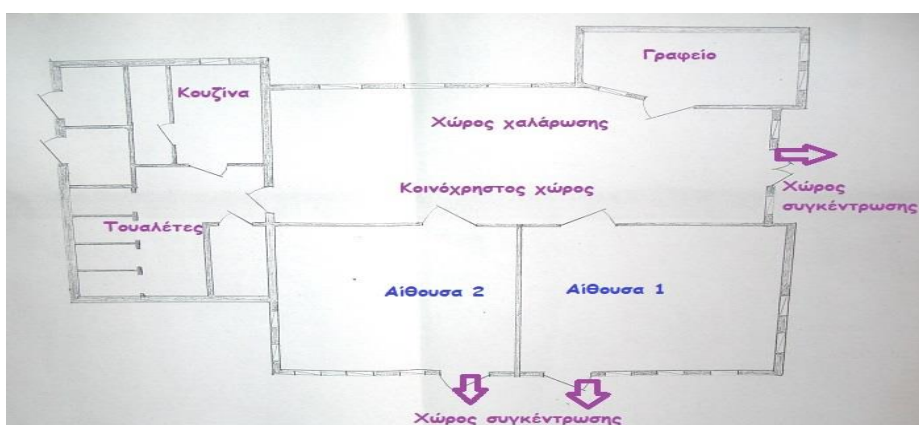 Γραφείο
Κουζίνα
Χώρος χαλάρωσης
Κοινόχρηστος χώρος
Χώρος
συγκέντρωσης
Τουαλέτες
Αίθουσα 2
Αίθουσα 1
Χώρος συγκέντρωσης